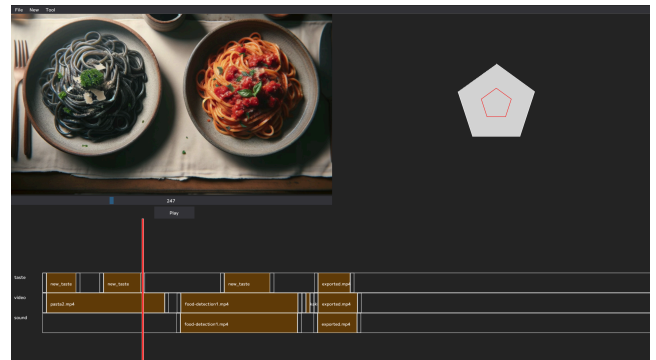 File New Tool
247
Play
taste
new_taste new_taste new_taste exported.mp4
video
pasta2.mp4 food-detection1.mp4 exported.mp4
sound
food-detection1.mp4 exported.mp4